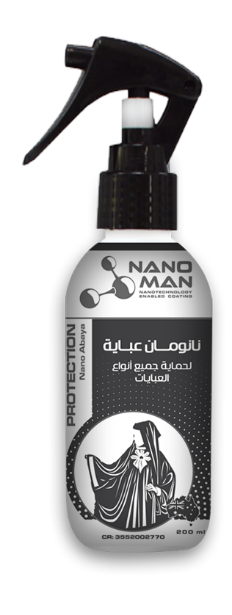 NANO
MAN
NANOTECHNOLOGY
ENABLED COATING
PROTECTION
Nano Abaya
نانومان عباية
لحماية جميع أنواع
العبايات
200 ml
CR: 3552002770